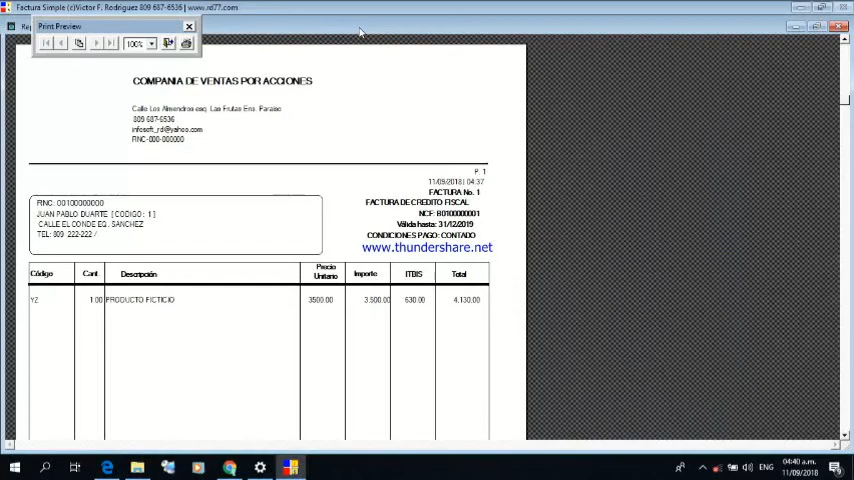 Factura Simple (c)Victor F. Rodriguez 809 687-6536 | www.rd77.com
Print Preview
100%
COMPANIA DE VENTAS POR ACCIONES
Calle Los Almendros esq. Las Frutas Ens. Paraiso
809 687-6536
infosoft_rd@yahoo.com
RNC-000-000000
P. 1
11/09/2018 | 04:37
FACTURA No. 1
FACTURA DE CREDITO FISCAL
NCF: B0100000001
Válida hasta: 31/12/2019
CONDICIONES PAGO: CONTADO
www.thundershare.net
RNC: 00100000000
JUAN PABLO DUARTE [ CODIGO: 1 ]
CALLE EL CONDE EQ. SANCHEZ
TEL: 809 222-222 /
Código Cant. Descripción Precio Unitario Importe ITBIS Total
YZ 1.00 PRODUCTO FICTICIO 3500.00 3,500.00 630.00 4,130.00
ENG
04:40 a.m.
11/09/2018